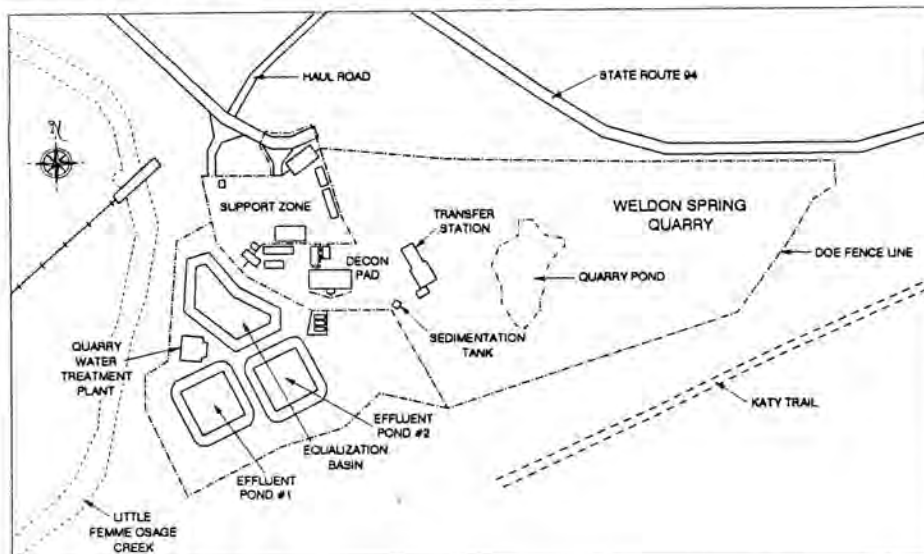 HAUL ROAD
STATE ROUTE 94
N
SUPPORT ZONE
WELDON SPRING
QUARRY
TRANSFER
STATION
DECON
PAD
QUARRY POND
DOE FENCE LINE
SEDIMENTATION
TANK
QUARRY
WATER
TREATMENT
PLANT
KATY TRAIL
EFFLUENT
POND #2
EQUALIZATION
BASIN
EFFLUENT
POND #1
LITTLE
FEMME OSAGE
CREEK